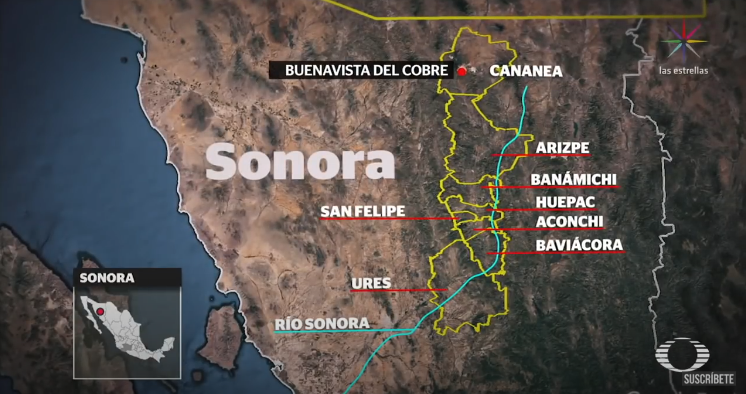 BUENAVISTA DEL COBRE
CANANEA
las estrellas
Sonora
ARIZPE
BANÁMICHI
HUEPAC
SAN FELIPE
ACONCHI
BAVIÁCORA
SONORA
URES
RÍO SONORA
SUSCRÍBETE